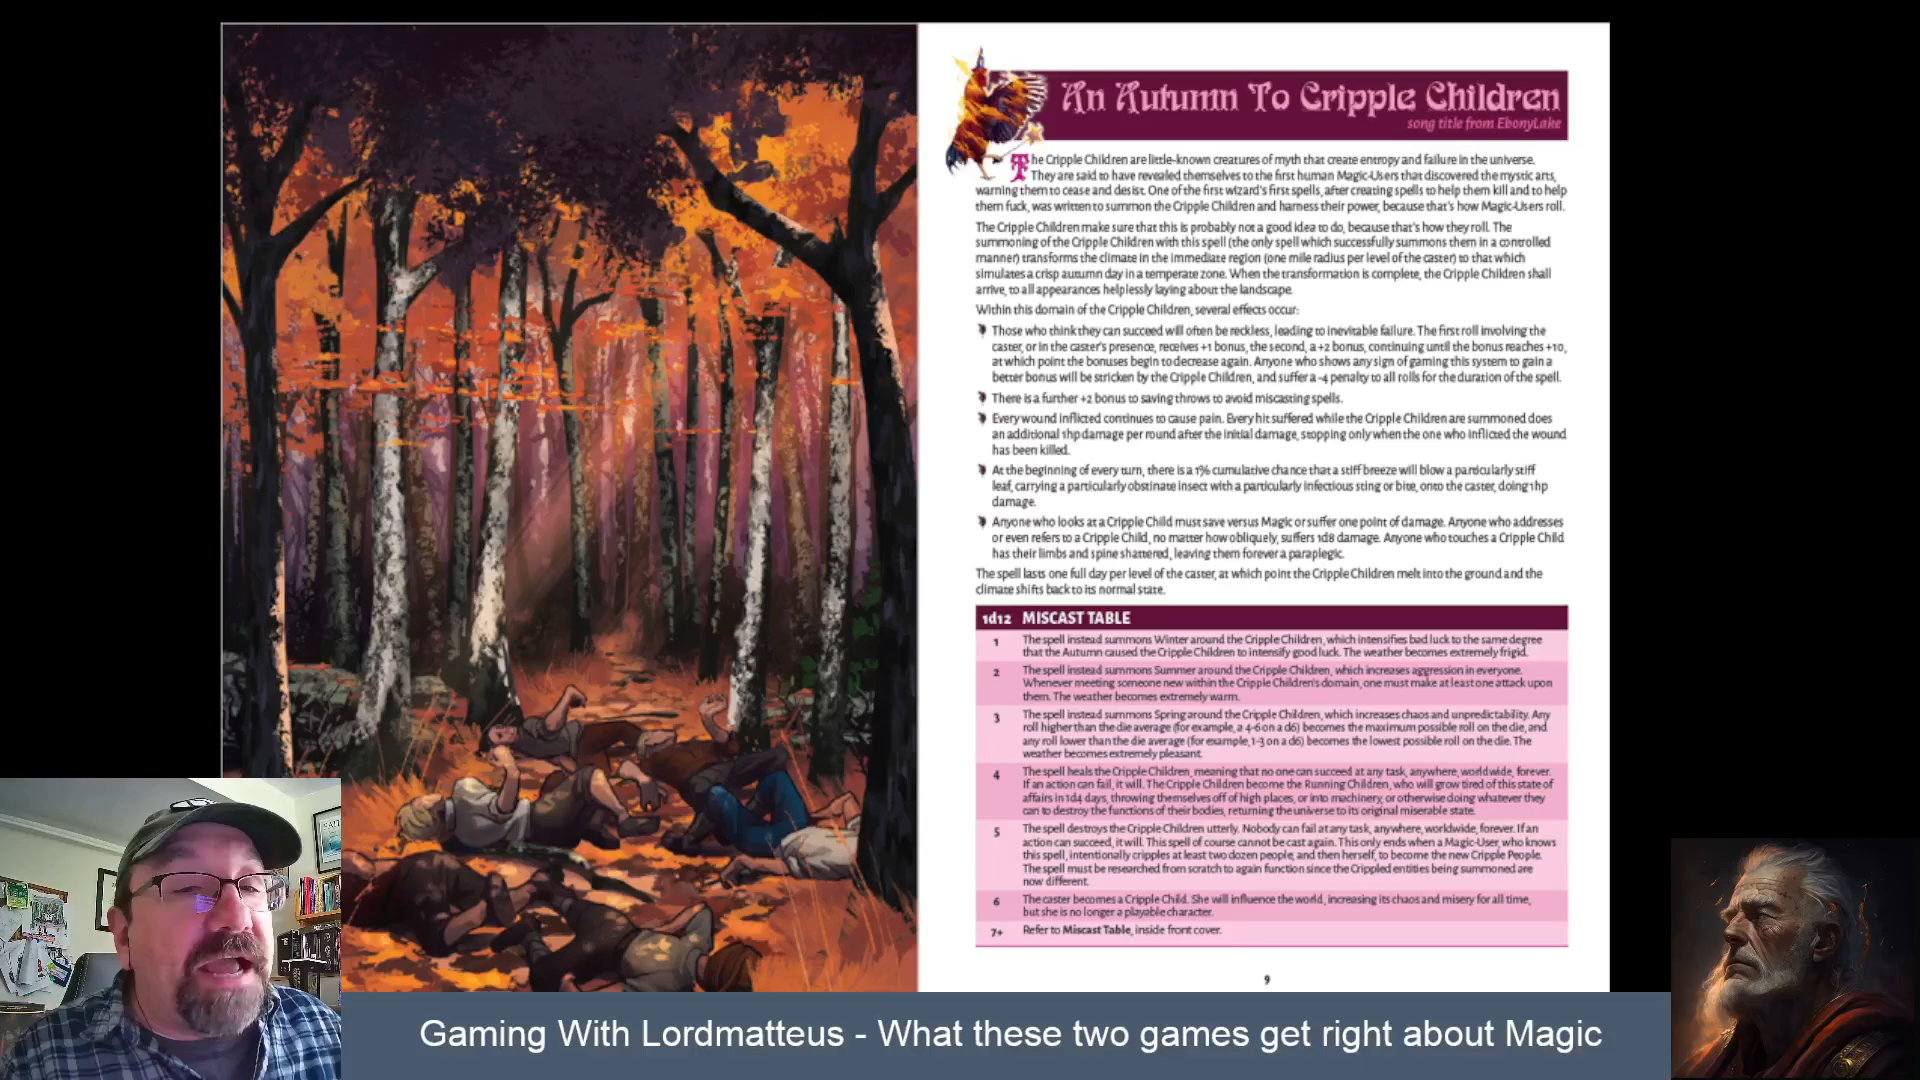 An Autumn To Cripple Children
song title from EbonyLake
The Cripple Children are little-known creatures of myth that create entropy and failure in the universe.
They are said to have revealed themselves to the first human Magic-Users that discovered the mystic arts,
warning them to cease and desist. One of the first wizard's first spells, after creating spells to help them kill and to help
them fuck, was written to summon the Cripple Children and harness their power, because that's how Magic-Users roll.
The Cripple Children make sure that this is probably not a good idea to do, because that's how they roll. The
summoning of the Cripple Children with this spell (the only spell which successfully summons them in a controlled
manner) transforms the climate in the immediate region (one mile radius per level of the caster) to that which
simulates a crisp autumn day in a temperate zone. When the transformation is complete, the Cripple Children shall
arrive, to all appearances helplessly laying about the landscape.
Within this domain of the Cripple Children, several effects occur:
Those who think they can succeed will often be reckless, leading to inevitable failure. The first roll involving the
caster, or in the caster's presence, receives +1 bonus, the second, a +2 bonus, continuing until the bonus reaches +10,
at which point the bonuses begin to decrease again. Anyone who shows any sign of gaming this system to gain a
better bonus will be stricken by the Cripple Children, and suffer a -4 penalty to all rolls for the duration of the spell.
There is a further +2 bonus to saving throws to avoid miscasting spells.
Every wound inflicted continues to cause pain. Every hit suffered while the Cripple Children are summoned does
an additional 1hp damage per round after the initial damage, stopping only when the one who inflicted the wound
has been killed.
At the beginning of every turn, there is a 1% cumulative chance that a stiff breeze will blow a particularly stiff
leaf, carrying a particularly obstinate insect with a particularly infectious sting or bite, onto the caster, doing 1hp
damage.
Anyone who looks at a Cripple Child must save versus Magic or suffer one point of damage. Anyone who addresses
or even refers to a Cripple Child, no matter how obliquely, suffers 1d8 damage. Anyone who touches a Cripple Child
has their limbs and spine shattered, leaving them forever a paraplegic.
The spell lasts one full day per level of the caster, at which point the Cripple Children melt into the ground and the
climate shifts back to its normal state.
1d12 MISCAST TABLE
1 The spell instead summons Winter around the Cripple Children, which intensifies bad luck to the same degree
that the Autumn caused the Cripple Children to intensify good luck. The weather becomes extremely frigid.
2 The spell instead summons Summer around the Cripple Children, which increases aggression in everyone.
Whenever meeting someone new within the Cripple Children's domain, one must make at least one attack upon
them. The weather becomes extremely warm.
3 The spell instead summons Spring around the Cripple Children, which increases chaos and unpredictability. Any
roll higher than the die average (for example, a 4-6 on a d6) becomes the maximum possible roll on the die, and
any roll lower than the die average (for example, 1-3 on a d6) becomes the lowest possible roll on the die. The
weather becomes extremely pleasant.
4 The spell heals the Cripple Children, meaning that no one can succeed at any task, anywhere, worldwide, forever.
If an action can fail, it will. The Cripple Children become the Running Children, who will grow tired of this state of
affairs in 1d4 days, throwing themselves off of high places, or into machinery, or otherwise doing whatever they
can to destroy the functions of their bodies, returning the universe to its original miserable state.
5 The spell destroys the Cripple Children utterly. Nobody can fail at any task, anywhere, worldwide, forever. If an
action can succeed, it will. This spell of course cannot be cast again. This only ends when a Magic-User, who knows
this spell, intentionally cripples at least two dozen people, and then herself, to become the new Cripple People.
The spell must be researched from scratch to again function since the Crippled entities being summoned are
now different.
6 The caster becomes a Cripple Child. She will influence the world, increasing its chaos and misery for all time,
but she is no longer a playable character.
7+ Refer to Miscast Table, inside front cover.
9
Gaming With Lordmatteus - What these two games get right about Magic